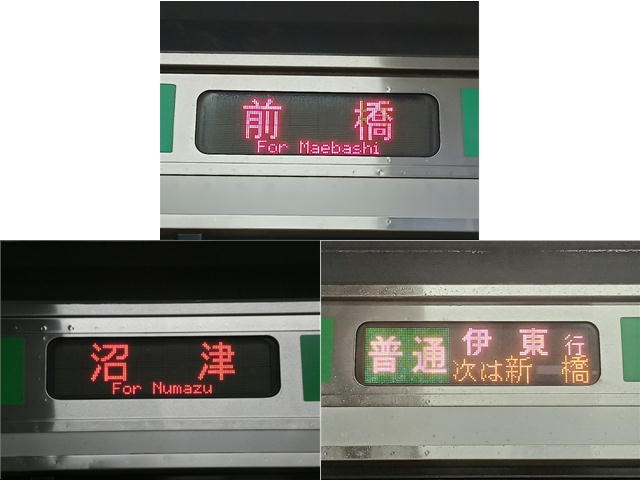 前橋
For Maebashi
沼津
For Numazu
普通 伊東行
次は新橋